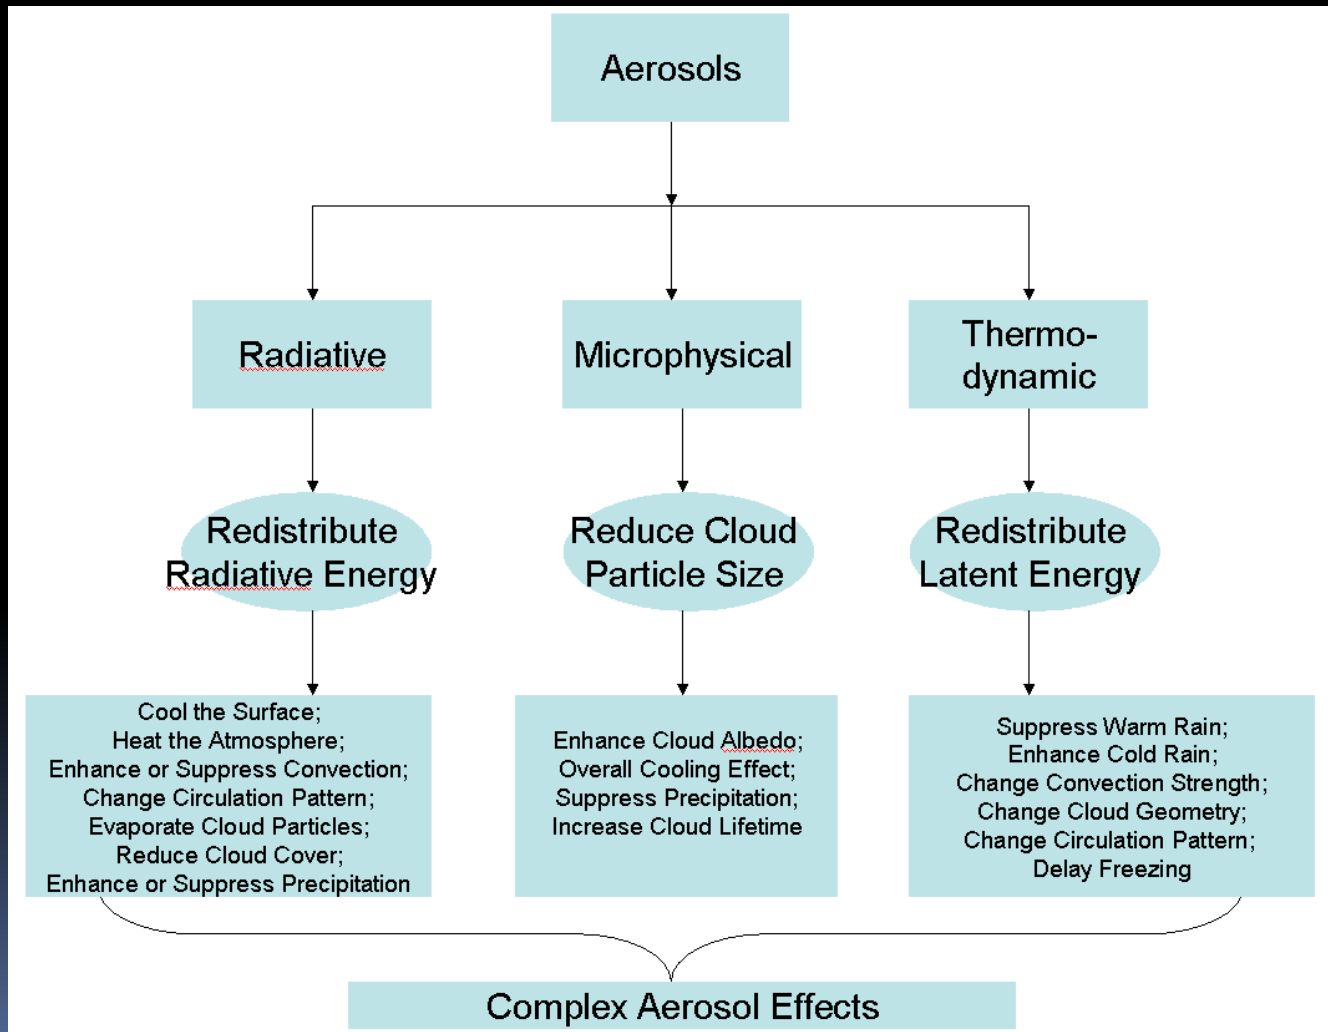 Aerosols
Radiative
Microphysical
Thermo-
dynamic
Redistribute
Radiative Energy
Reduce Cloud
Particle Size
Redistribute
Latent Energy
Cool the Surface;
Heat the Atmosphere;
Enhance or Suppress Convection;
Change Circulation Pattern;
Evaporate Cloud Particles;
Reduce Cloud Cover;
Enhance or Suppress Precipitation
Enhance Cloud Albedo;
Overall Cooling Effect;
Suppress Precipitation;
Increase Cloud Lifetime
Suppress Warm Rain;
Enhance Cold Rain;
Change Convection Strength;
Change Cloud Geometry;
Change Circulation Pattern;
Delay Freezing
Complex Aerosol Effects